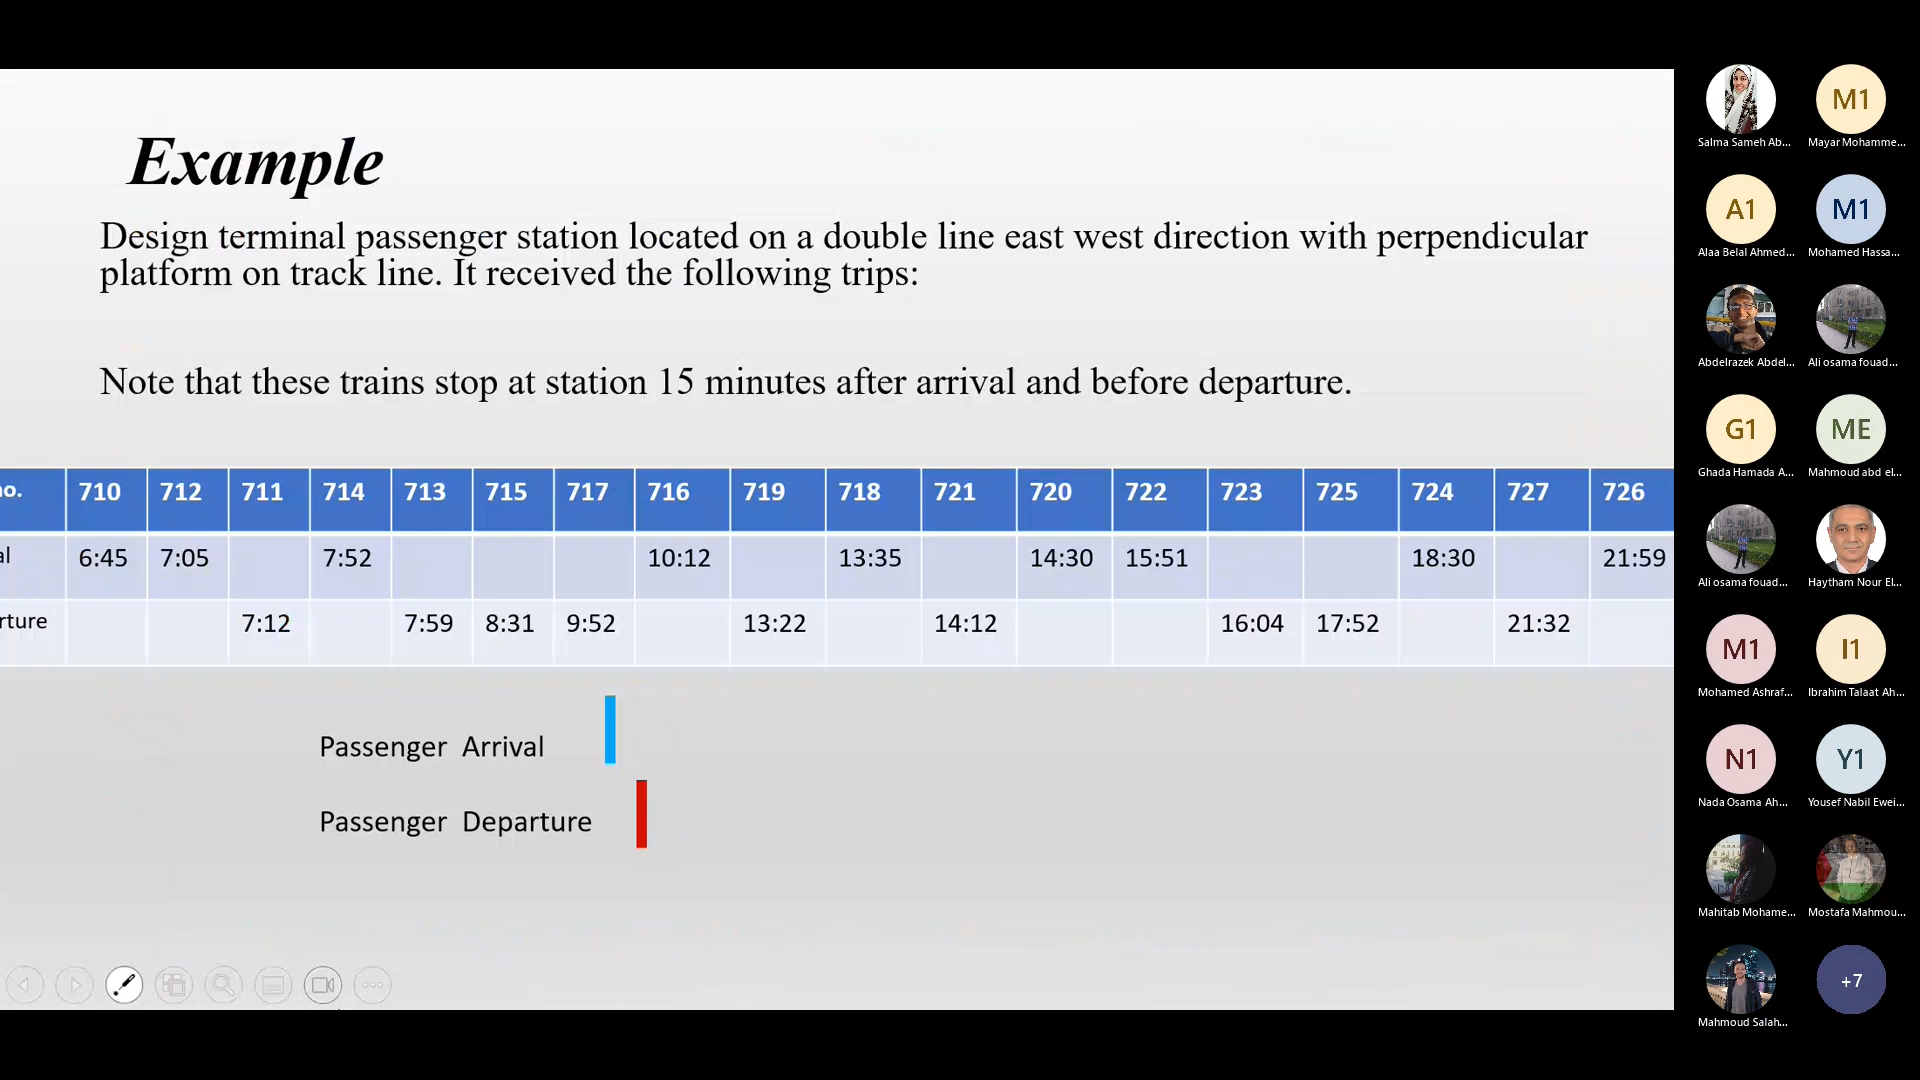 Example
Design terminal passenger station located on a double line east west direction with perpendicular
platform on track line. It received the following trips:
Note that these trains stop at station 15 minutes after arrival and before departure.
no. 710 712 711 714 713 715 717 716 719 718 721 720 722 723 725 724 727 726
al 6:45 7:05 7:52 10:12 13:35 14:30 15:51 18:30 21:59
rture 7:12 7:59 8:31 9:52 13:22 14:12 16:04 17:52 21:32
Passenger Arrival
Passenger Departure
M1
Salma Sameh Ab... Mayar Mohamme...
A1 M1
Alaa Belal Ahmed... Mohamed Hassa...
Abdelrazek Abdel... Ali osama fouad...
G1 ME
Ghada Hamada A... Mahmoud abd el...
Ali osama fouad... Haytham Nour El...
M1 I1
Mohamed Ashraf... Ibrahim Talaat Ah...
N1 Y1
Nada Osama Ah... Yousef Nabil Ewei...
Mahitab Mohame... Mostafa Mahmou...
+7
Mahmoud Salah...